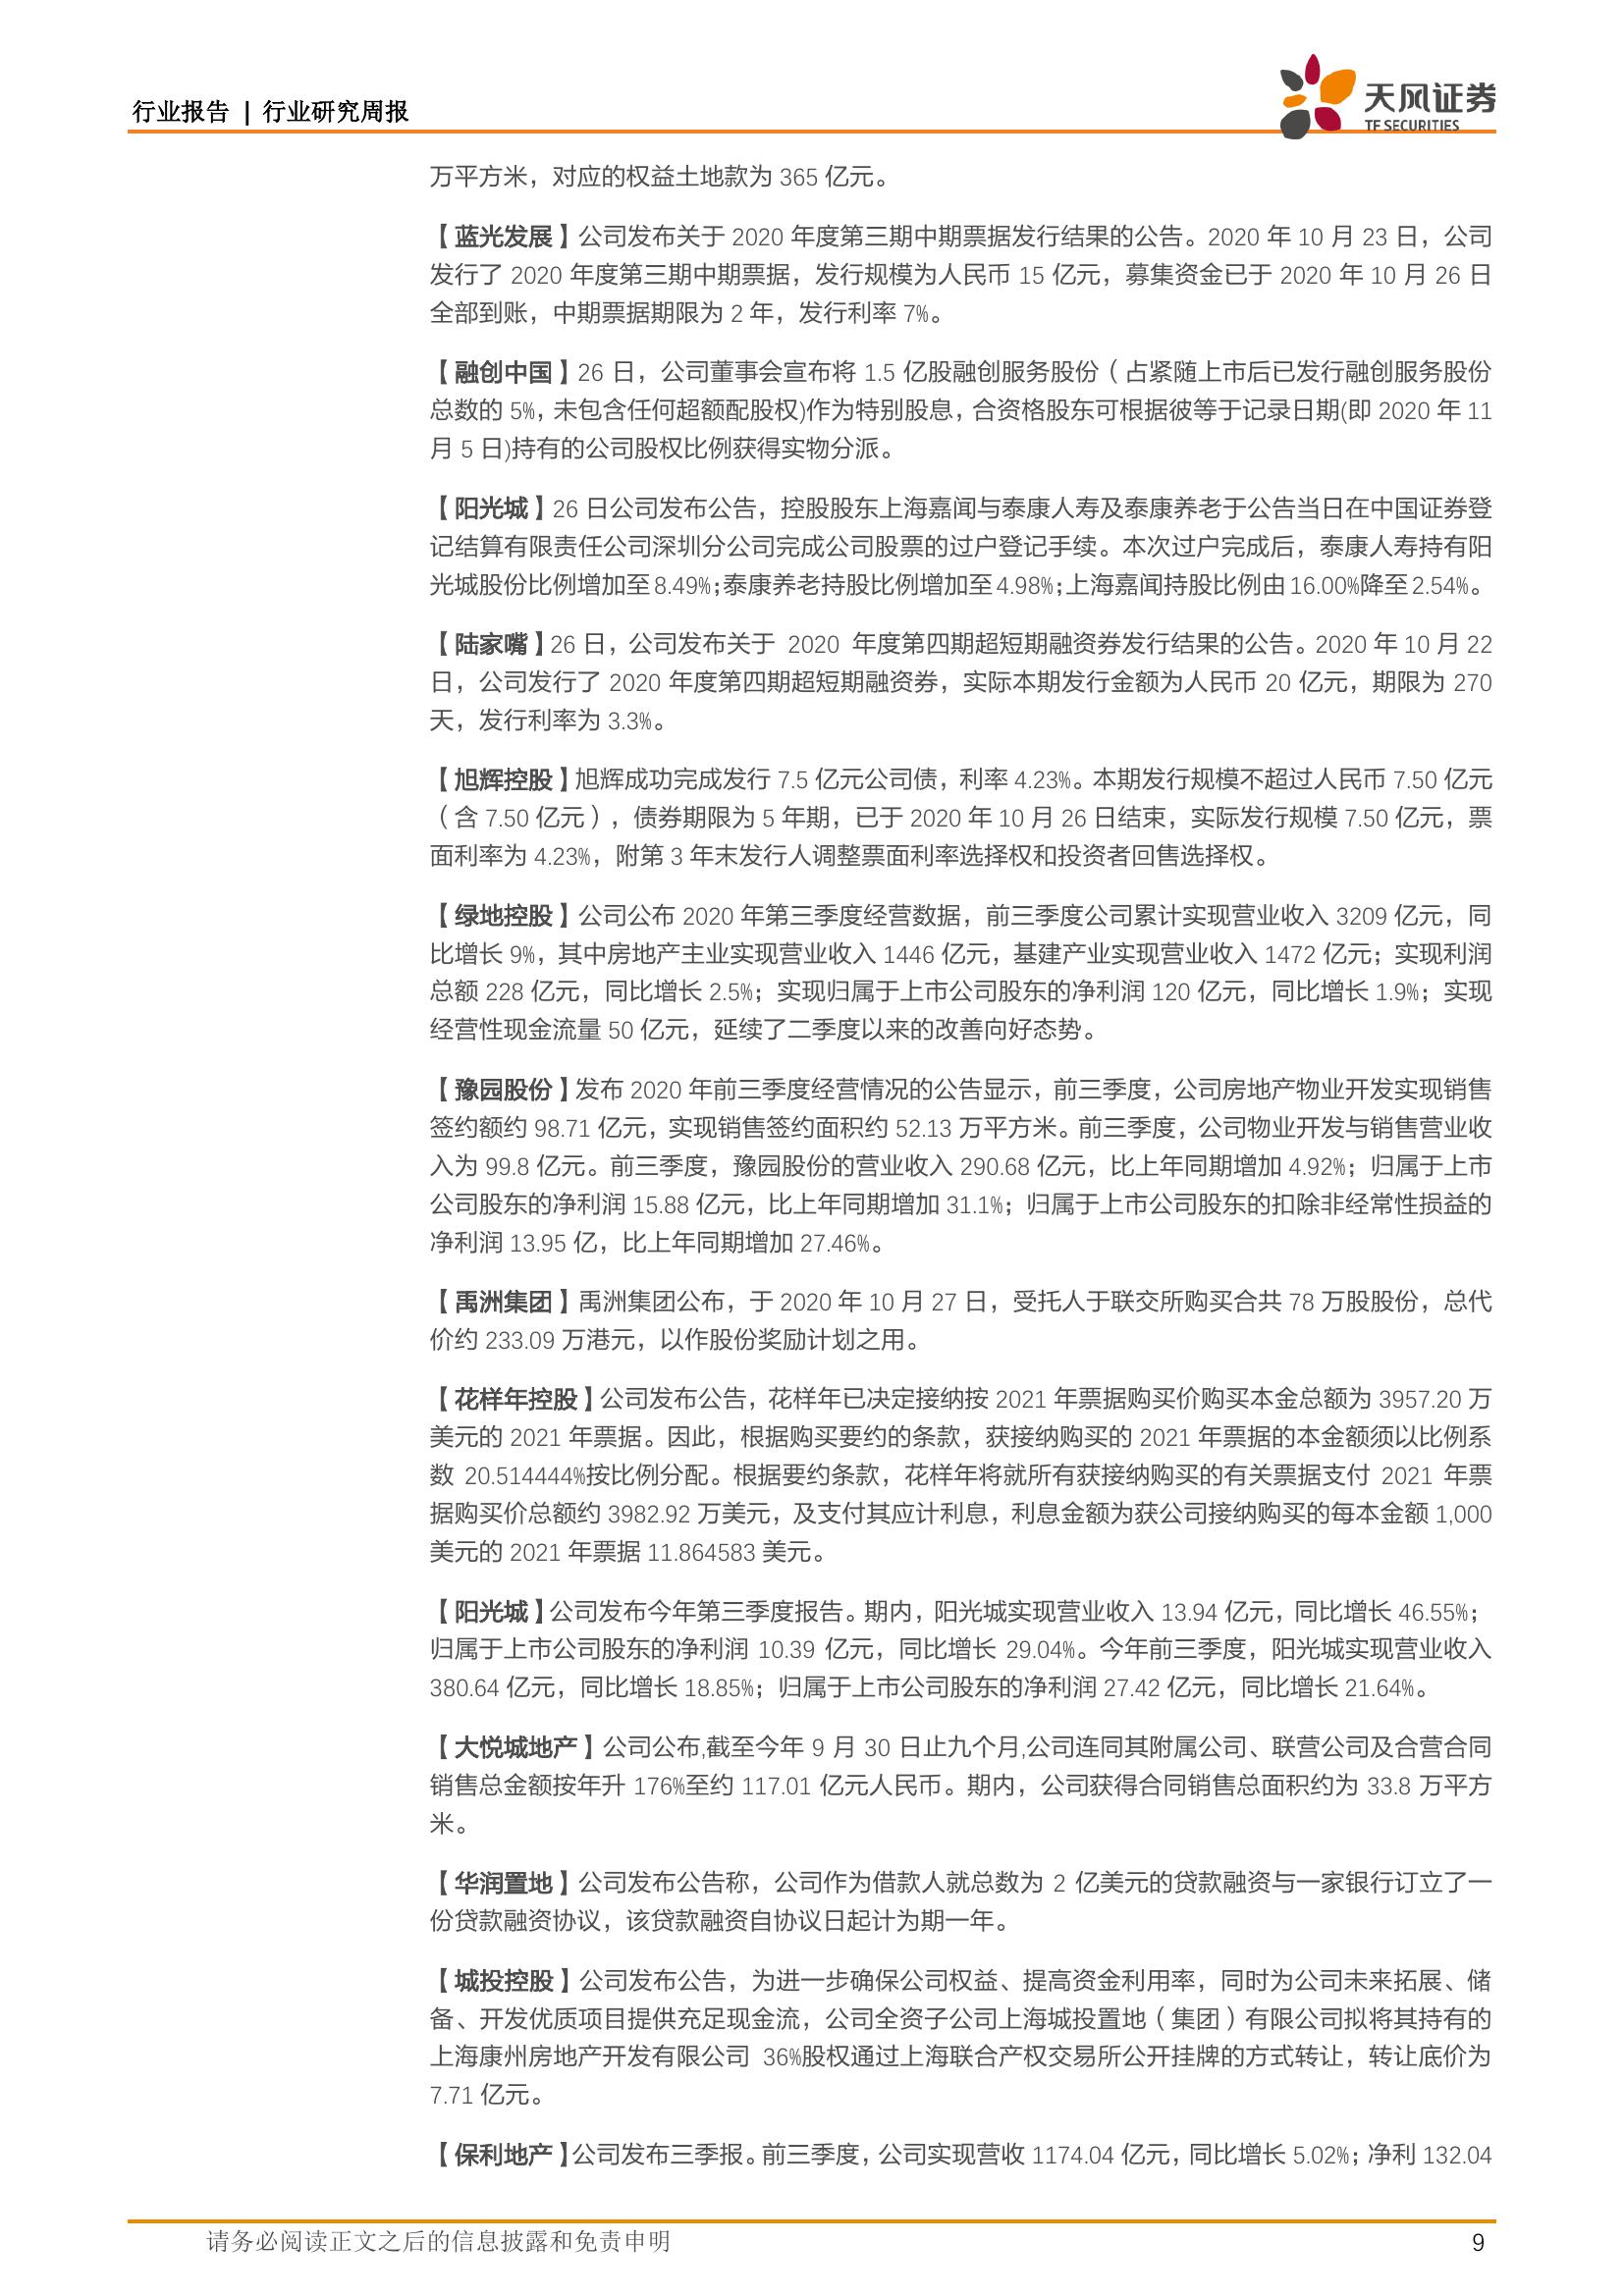 行业报告 | 行业研究周报
天风证券
TF SECURITIES
万平方米，对应的权益土地款为 365 亿元。
【蓝光发展】公司发布关于 2020 年度第三期中期票据发行结果的公告。2020 年 10 月 23 日，公司
发行了 2020 年度第三期中期票据，发行规模为人民币 15 亿元，募集资金已于 2020 年 10 月 26 日
全部到账，中期票据期限为 2 年，发行利率 7%。
【融创中国】26 日，公司董事会宣布将 1.5 亿股融创服务股份（占紧随上市后已发行融创服务股份
总数的 5%，未包含任何超额配股权)作为特别股息，合资格股东可根据彼等于记录日期(即 2020 年 11
月 5 日)持有的公司股权比例获得实物分派。
【阳光城】26 日公司发布公告，控股股东上海嘉闻与泰康人寿及泰康养老于公告当日在中国证券登
记结算有限责任公司深圳分公司完成公司股票的过户登记手续。本次过户完成后，泰康人寿持有阳
光城股份比例增加至 8.49%；泰康养老持股比例增加至 4.98%；上海嘉闻持股比例由 16.00%降至 2.54%。
【陆家嘴】26 日，公司发布关于 2020 年度第四期超短期融资券发行结果的公告。2020 年 10 月 22
日，公司发行了 2020 年度第四期超短期融资券，实际本期发行金额为人民币 20 亿元，期限为 270
天，发行利率为 3.3%。
【旭辉控股】旭辉成功完成发行 7.5 亿元公司债，利率 4.23%。本期发行规模不超过人民币 7.50 亿元
（含 7.50 亿元），债券期限为 5 年期，已于 2020 年 10 月 26 日结束，实际发行规模 7.50 亿元，票
面利率为 4.23%，附第 3 年末发行人调整票面利率选择权和投资者回售选择权。
【绿地控股】公司公布 2020 年第三季度经营数据，前三季度公司累计实现营业收入 3209 亿元，同
比增长 9%，其中房地产主业实现营业收入 1446 亿元，基建产业实现营业收入 1472 亿元；实现利润
总额 228 亿元，同比增长 2.5%；实现归属于上市公司股东的净利润 120 亿元，同比增长 1.9%；实现
经营性现金流量 50 亿元，延续了二季度以来的改善向好态势。
【豫园股份】发布 2020 年前三季度经营情况的公告显示，前三季度，公司房地产物业开发实现销售
签约额约 98.71 亿元，实现销售签约面积约 52.13 万平方米。前三季度，公司物业开发与销售营业收
入为 99.8 亿元。前三季度，豫园股份的营业收入 290.68 亿元，比上年同期增加 4.92%；归属于上市
公司股东的净利润 15.88 亿元，比上年同期增加 31.1%；归属于上市公司股东的扣除非经常性损益的
净利润 13.95 亿，比上年同期增加 27.46%。
【禹洲集团】禹洲集团公布，于 2020 年 10 月 27 日，受托人于联交所购买合共 78 万股股份，总代
价约 233.09 万港元，以作股份奖励计划之用。
【花样年控股】公司发布公告，花样年已决定接纳按 2021 年票据购买价购买本金总额为 3957.20 万
美元的 2021 年票据。因此，根据购买要约的条款，获接纳购买的 2021 年票据的本金额须以比例系
数 20.514444%按比例分配。根据要约条款，花样年将就所有获接纳购买的有关票据支付 2021 年票
据购买价总额约 3982.92 万美元，及支付其应计利息，利息金额为获公司接纳购买的每本金额 1,000
美元的 2021 年票据 11.864583 美元。
【阳光城】公司发布今年第三季度报告。期内，阳光城实现营业收入 13.94 亿元，同比增长 46.55%；
归属于上市公司股东的净利润 10.39 亿元，同比增长 29.04%。今年前三季度，阳光城实现营业收入
380.64 亿元，同比增长 18.85%；归属于上市公司股东的净利润 27.42 亿元，同比增长 21.64%。
【大悦城地产】公司公布,截至今年 9 月 30 日止九个月,公司连同其附属公司、联营公司及合营合同
销售总金额按年升 176%至约 117.01 亿元人民币。期内，公司获得合同销售总面积约为 33.8 万平方
米。
【华润置地】公司发布公告称，公司作为借款人就总数为 2 亿美元的贷款融资与一家银行订立了一
份贷款融资协议，该贷款融资自协议日起计为期一年。
【城投控股】公司发布公告，为进一步确保公司权益、提高资金利用率，同时为公司未来拓展、储
备、开发优质项目提供充足现金流，公司全资子公司上海城投置地（集团）有限公司拟将其持有的
上海康州房地产开发有限公司 36%股权通过上海联合产权交易所公开挂牌的方式转让，转让底价为
7.71 亿元。
【保利地产】公司发布三季报。前三季度，公司实现营收 1174.04 亿元，同比增长 5.02%；净利 132.04
请务必阅读正文之后的信息披露和免责申明
9